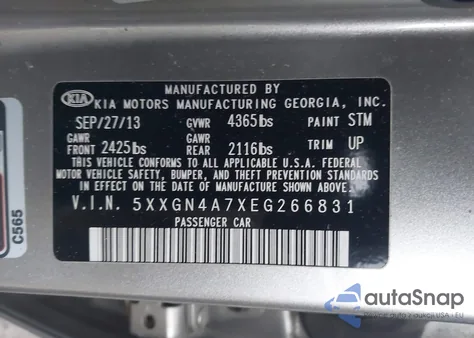 MANUFACTURED BY
KIA KIA MOTORS MANUFACTURING GEORGIA, INC.
SEP/27/13 GVWR 4365lbs PAINT STM
GAWR FRONT 2425lbs GAWR REAR 2116lbs TRIM UP
THIS VEHICLE CONFORMS TO ALL APPLICABLE U.S.A. FEDERAL
MOTOR VEHICLE SAFETY, BUMPER, AND THEFT PREVENTION STANDARDS
IN EFFECT ON THE DATE OF MANUFACTURE SHOWN ABOVE.
V.I.N. 5XXGN4A7XEG266831
PASSENGER CAR
C565
autoSnap